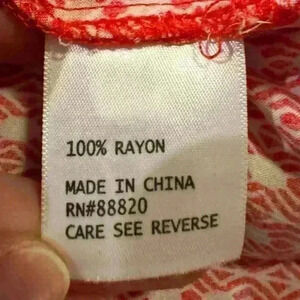 100% RAYON
MADE IN CHINA
RN#88820
CARE SEE REVERSE